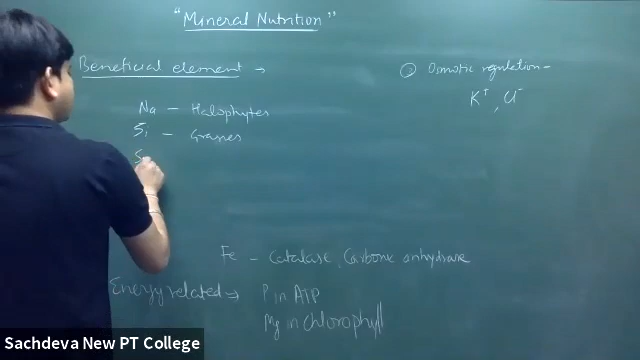 "Mineral Nutrition"
Beneficial element →
Na - Halophytes
Si - Grasses
Se
Osmotic regulation -
K+, Cl-
Fe - Catalase, Carbonic anhydrase
Energy related → P in ATP
Mg in Chlorophyll
Sachdeva New PT College